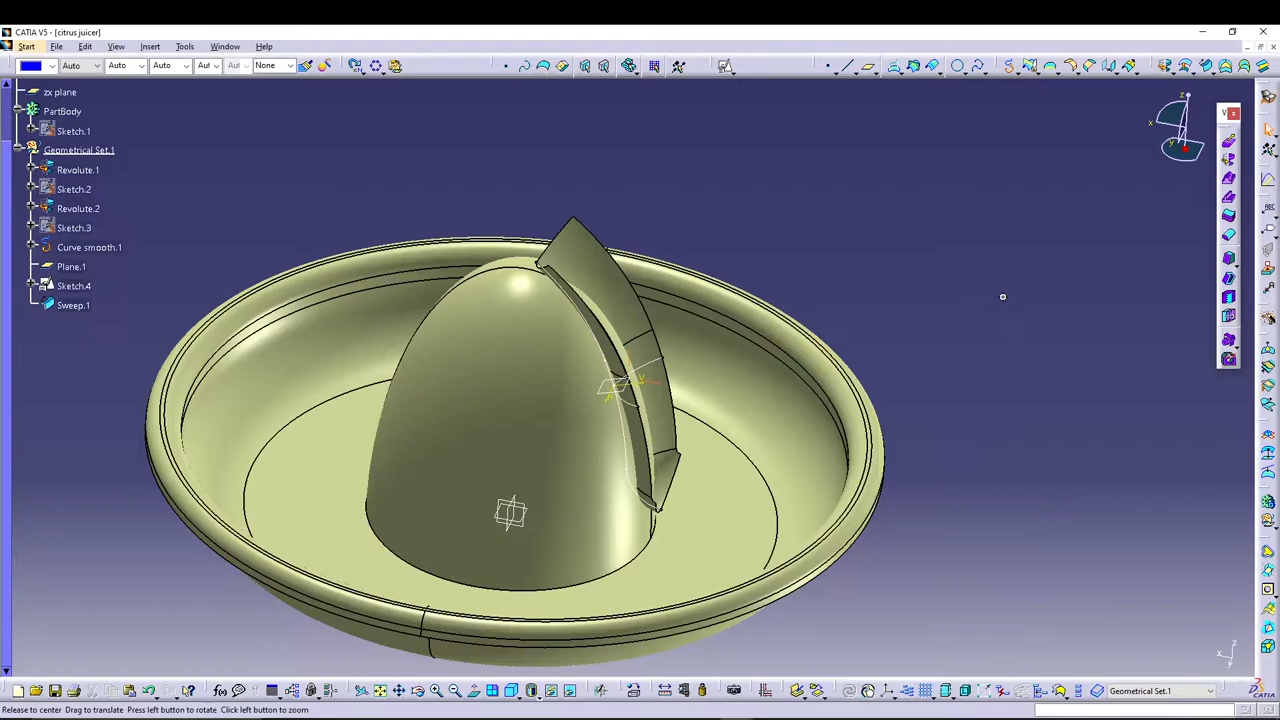 CATIA V5 - [citrus juicer]
Start File Edit View Insert Tools Window Help
Auto Auto Auto Aut Aut None
zx plane
PartBody
Sketch.1
Geometrical Set.1
Revolute.1
Sketch.2
Revolute.2
Sketch.3
Curve smooth.1
Plane.1
Sketch.4
Sweep.1
z
x
y
V
ABC
z
x
y
Geometrical Set.1
CATIA
Release to center Drag to translate Press left button to rotate Click left button to zoom